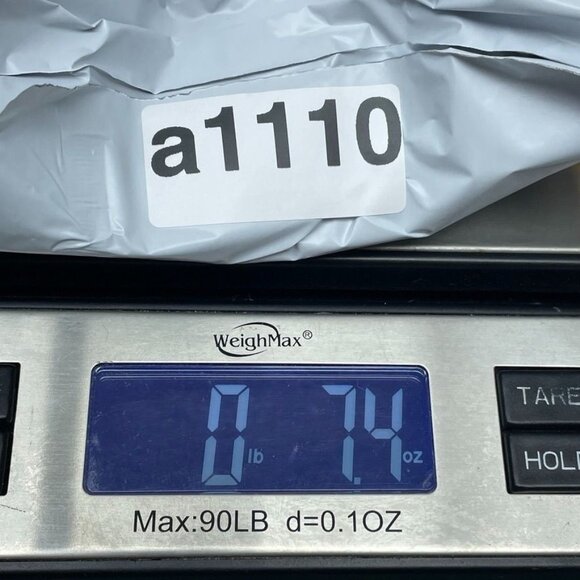 a1110
WeighMax®
0 lb 7.4 oz
TARE
HOLD
Max:90LB d=0.1OZ